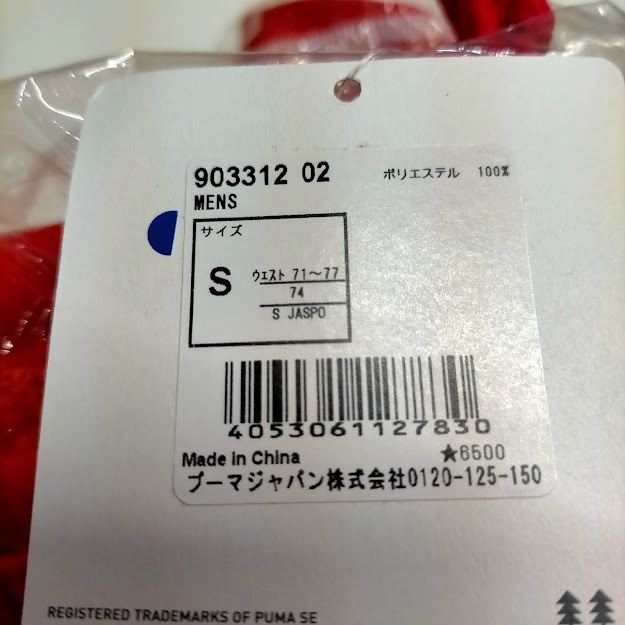 903312 02 ポリエステル 100%
MENS
サイズ
S ウエスト 71～77
74
S JASPO
4053061127830
Made in China ★6500
プーマジャパン株式会社0120-125-150
REGISTERED TRADEMARKS OF PUMA SE